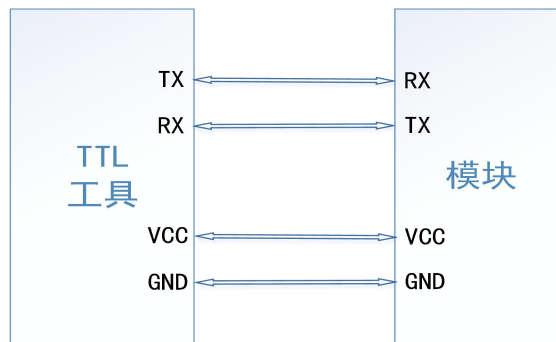 TX RX
RX TX
TTL
工具
模块
VCC VCC
GND GND